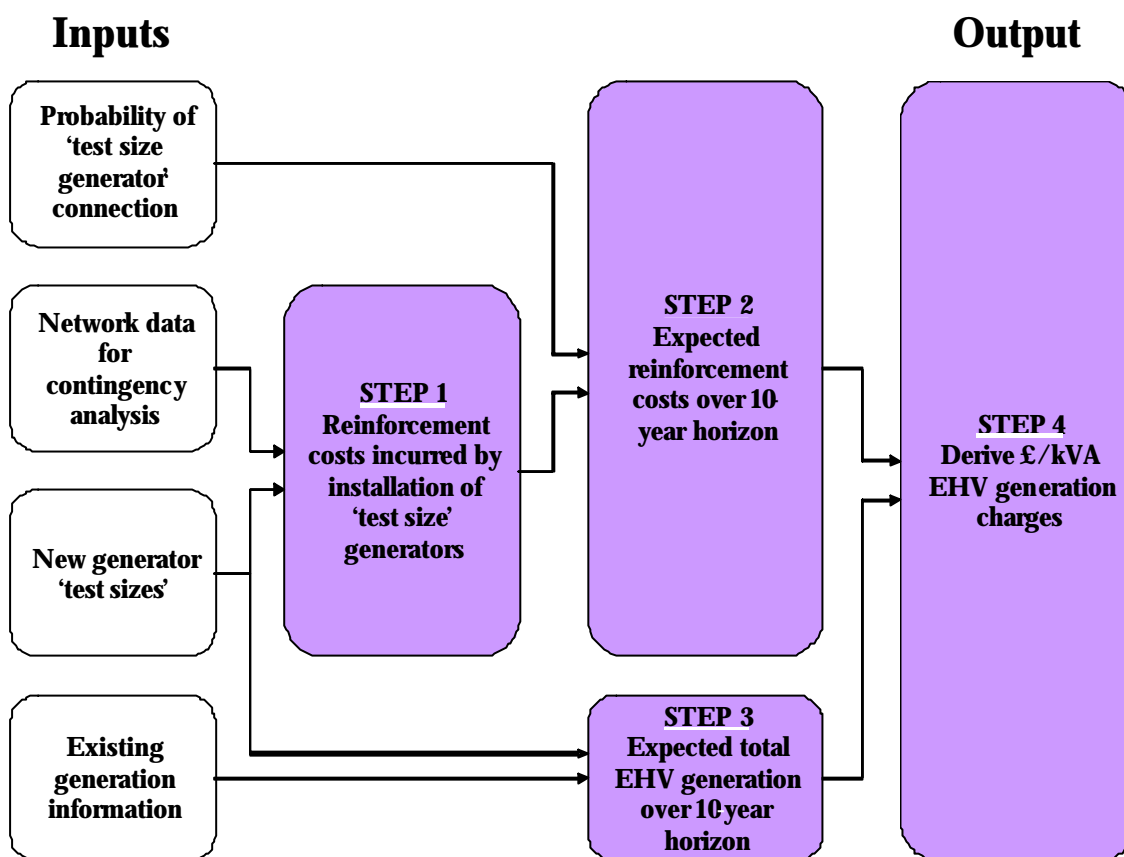 Inputs
Output
Probability of
‘test size
generator’
connection
Network data
for
contingency
analysis
New generator
‘test sizes’
Existing
generation
information
STEP 1
Reinforcement
costs incurred by
installation of
‘test size’
generators
STEP 2
Expected
reinforcement
costs over 10-
year horizon
STEP 3
Expected total
EHV generation
over 10-year
horizon
STEP 4
Derive £/kVA
EHV generation
charges